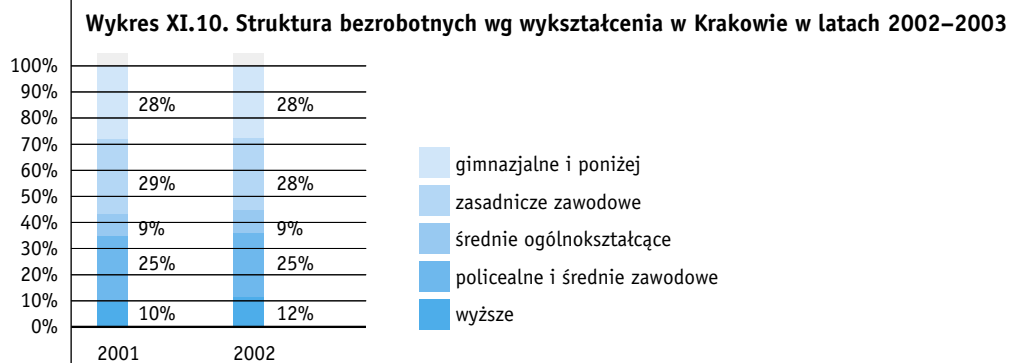 Wykres XI.10. Struktura bezrobotnych wg wykształcenia w Krakowie w latach 2002–2003
100%
90%
28% 28%
80%
70%
gimnazjalne i poniżej
60%
29% 28%
zasadnicze zawodowe
50%
40%
9% 9%
średnie ogólnokształcące
30%
25% 25%
policealne i średnie zawodowe
20%
10%
10% 12%
wyższe
0%
2001 2002